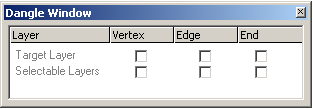 Dangle Window
Layer Vertex Edge End
Target Layer
Selectable Layers